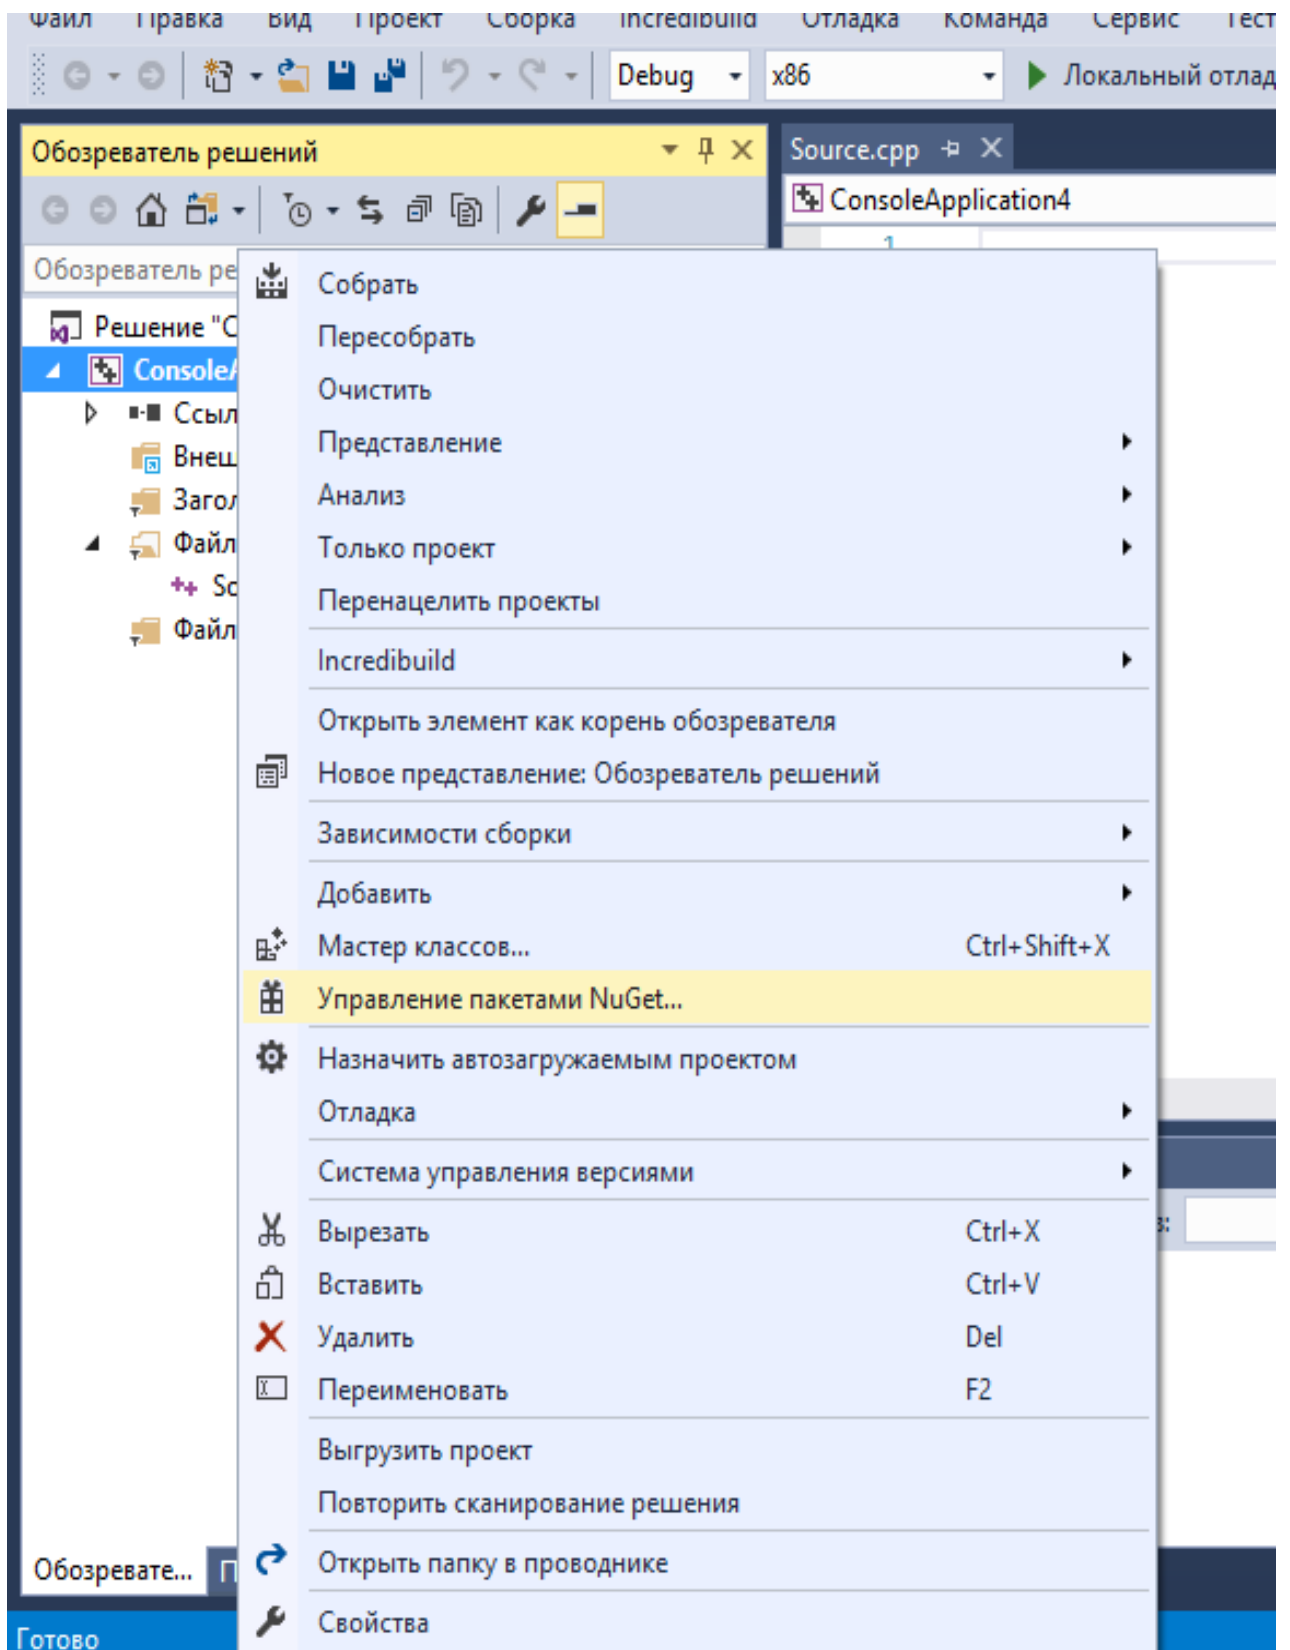 Файл Правка Вид Проект Сборка Incredibuild Отладка Команда Сервис Тест
Debug x86 Локальный отлад
Обозреватель решений
Source.cpp
ConsoleApplication4
1
Обозреватель ре
Решение "C
ConsoleA
Ссыл
Внеш
Загол
Файл
So
Файл
Собрать
Пересобрать
Очистить
Представление
Анализ
Только проект
Перенацелить проекты
Incredibuild
Открыть элемент как корень обозревателя
Новое представление: Обозреватель решений
Зависимости сборки
Добавить
Мастер классов... Ctrl+Shift+X
Управление пакетами NuGet...
Назначить автозагружаемым проектом
Отладка
Система управления версиями
Вырезать Ctrl+X
Вставить Ctrl+V
Удалить Del
Переименовать F2
Выгрузить проект
Повторить сканирование решения
Открыть папку в проводнике
Свойства
Обозревате... П
Готово